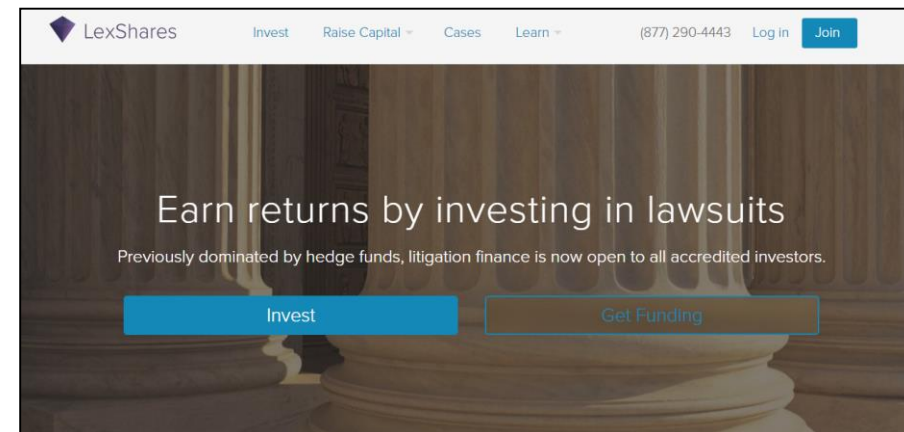 LexShares Invest Raise Capital Cases Learn (877) 290-4443 Log in Join
Earn returns by investing in lawsuits
Previously dominated by hedge funds, litigation finance is now open to all accredited investors.
Invest Get Funding